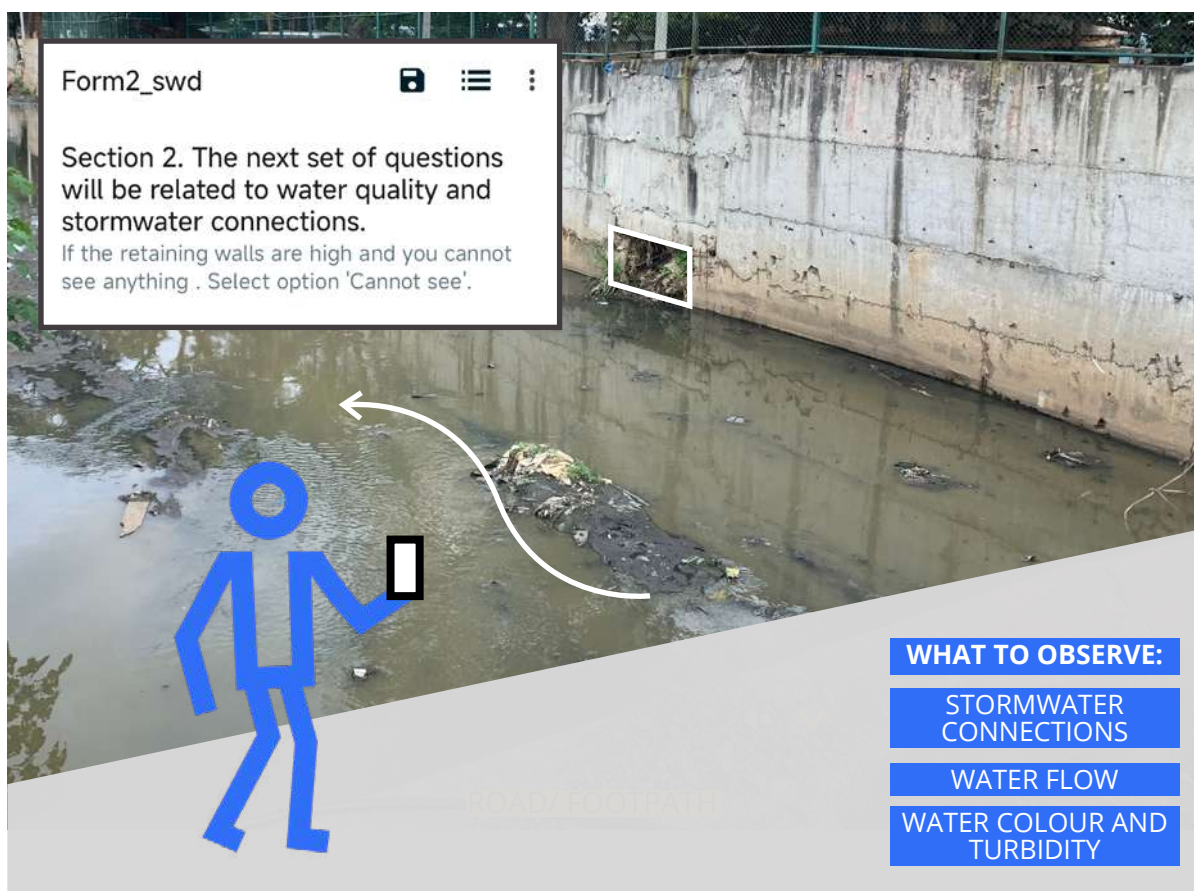 Form2_swd
Section 2. The next set of questions
will be related to water quality and
stormwater connections.
If the retaining walls are high and you cannot
see anything . Select option 'Cannot see'.
ROAD/ FOOTPATH
WHAT TO OBSERVE:
STORMWATER
CONNECTIONS
WATER FLOW
WATER COLOUR AND
TURBIDITY